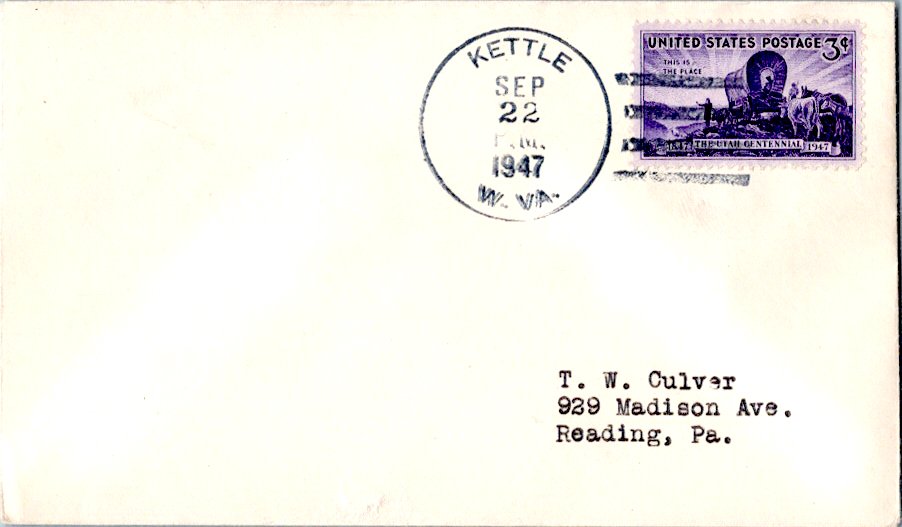 KETTLE
SEP
22
P.M.
1947
W. VA.
UNITED STATES POSTAGE 3¢
THIS IS
THE PLACE
1847 THE UTAH CENTENNIAL 1947
T. W. Culver
929 Madison Ave.
Reading, Pa.